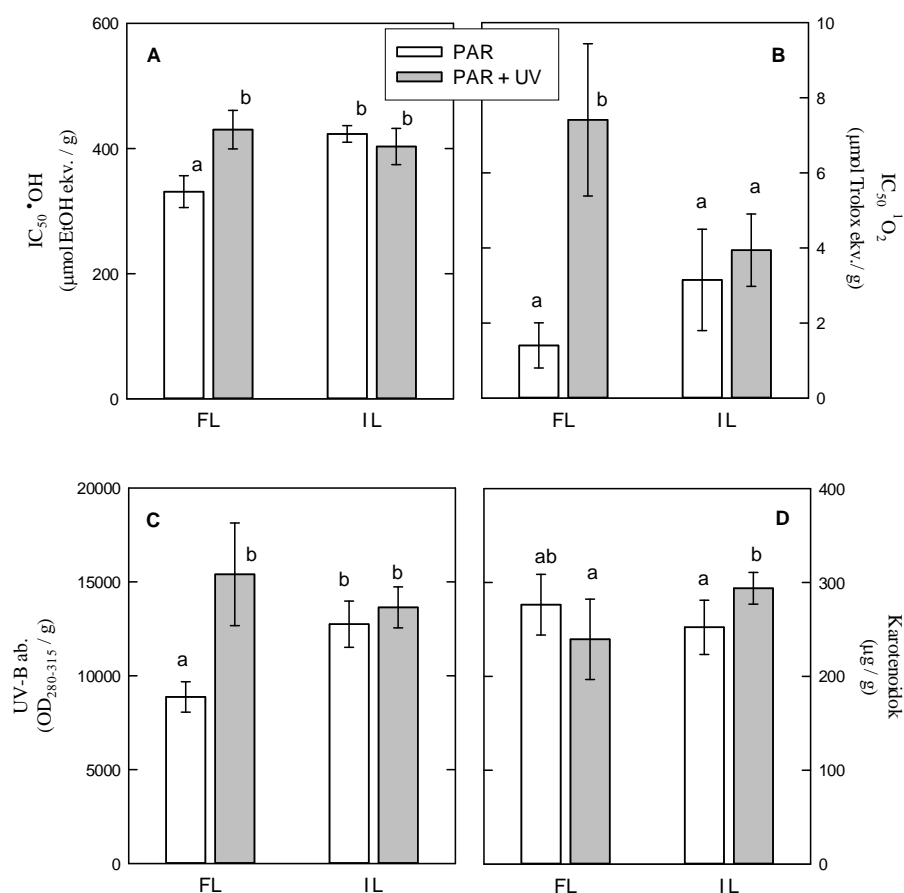 PAR
PAR + UV
A
IC50 •OH
(µmol EtOH ekv. / g)
600
400
200
0
a
b
b
b
FL
IL
B
IC50 ¹O2
(µmol Trolox ekv./ g)
10
8
6
4
2
0
a
b
a
a
FL
IL
C
UV-B ab.
(OD280-315 / g)
20000
15000
10000
5000
0
a
b
b
b
FL
IL
D
Karotenoidok
(µg / g)
400
300
200
100
0
ab
a
a
b
FL
IL